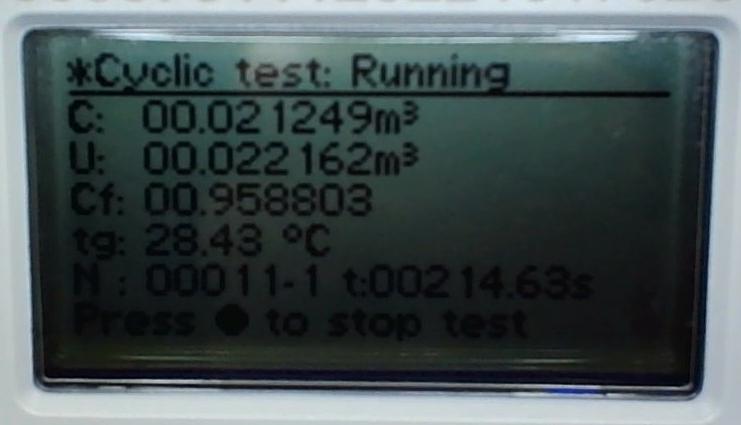 *Cyclic test: Running
C: 00.021249m³
U: 00.022162m³
Cf: 00.958803
tg: 28.43 °C
N : 00011-1 t:00214.63s
Press ● to stop test